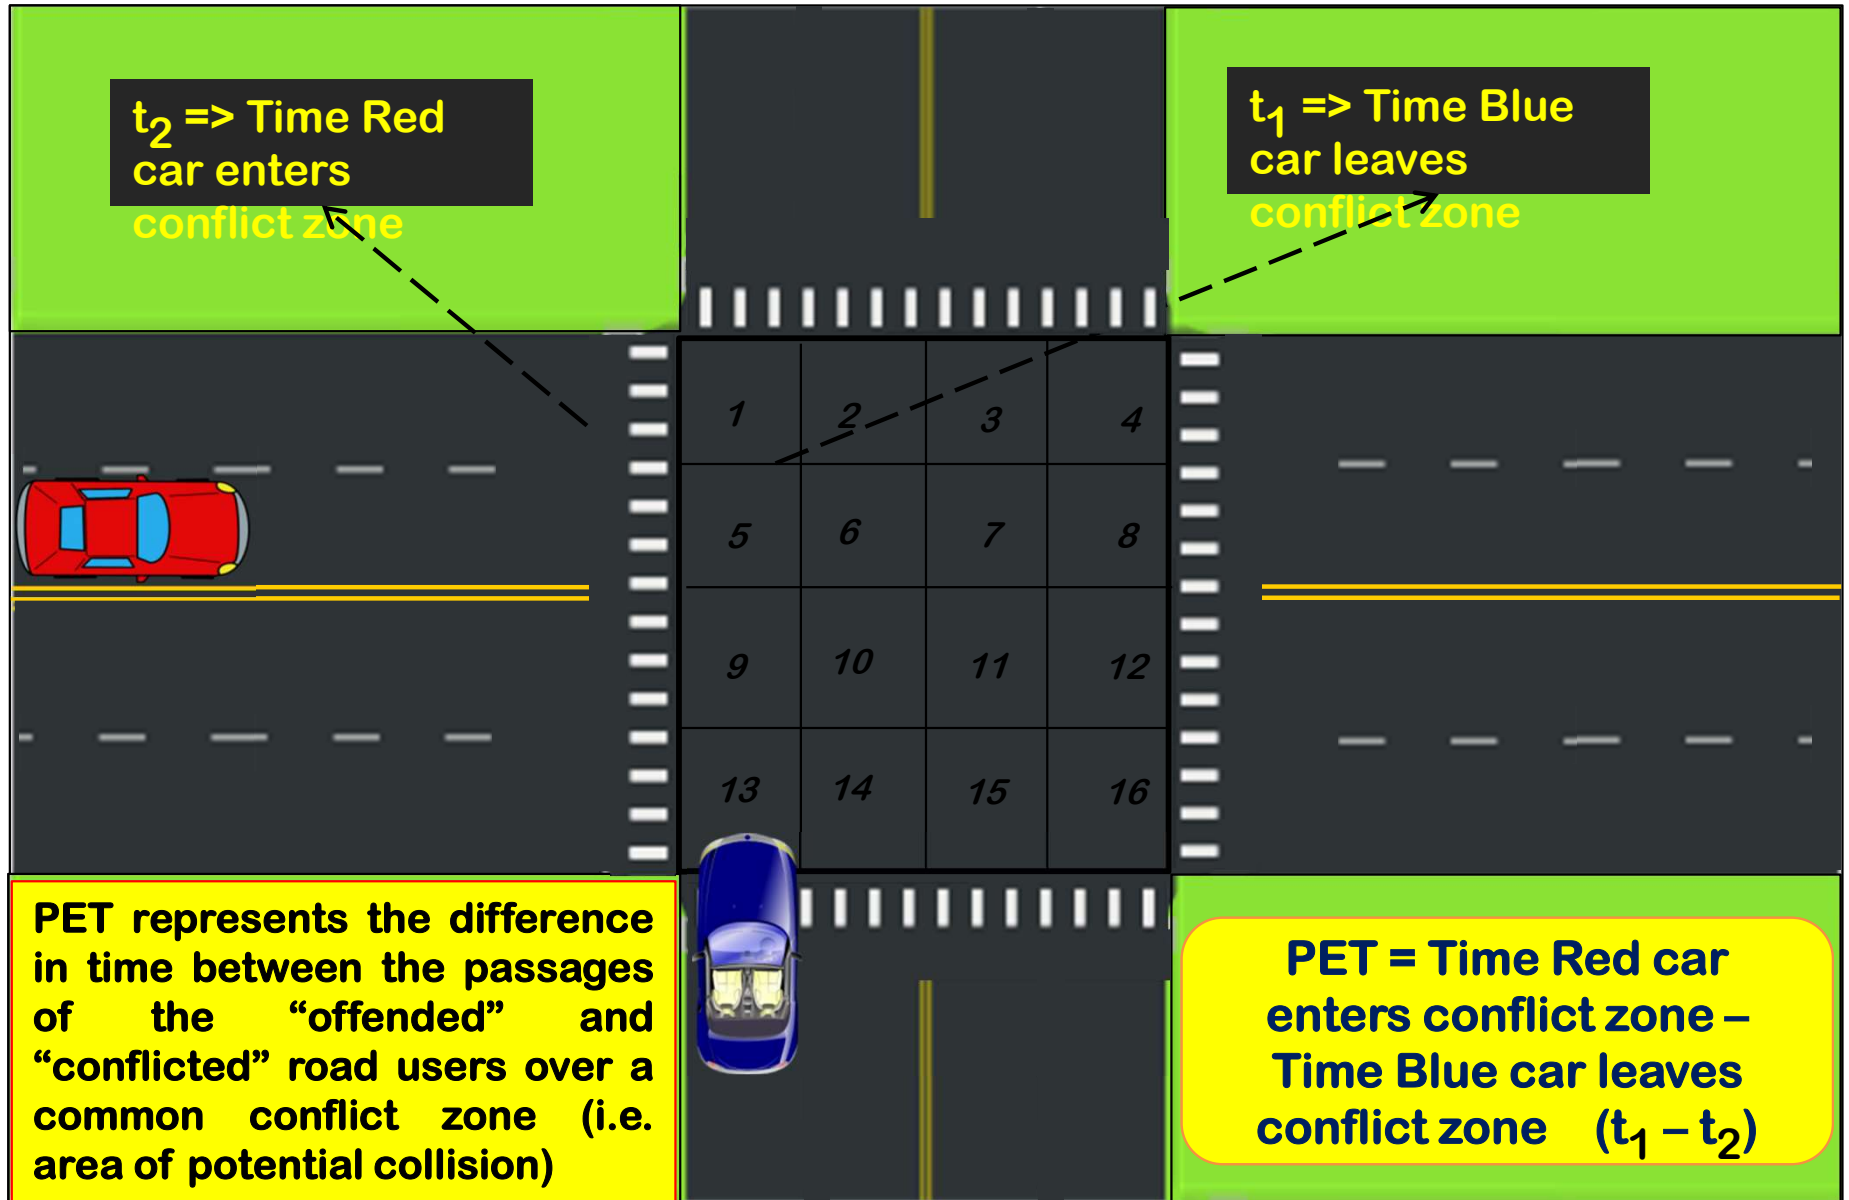 t2 => Time Red
car enters
conflict zone
t1 => Time Blue
car leaves
conflict zone
1 2 3 4
5 6 7 8
9 10 11 12
13 14 15 16
PET represents the difference
in time between the passages
of the “offended” and
“conflicted” road users over a
common conflict zone (i.e.
area of potential collision)
PET = Time Red car
enters conflict zone –
Time Blue car leaves
conflict zone (t1 – t2)